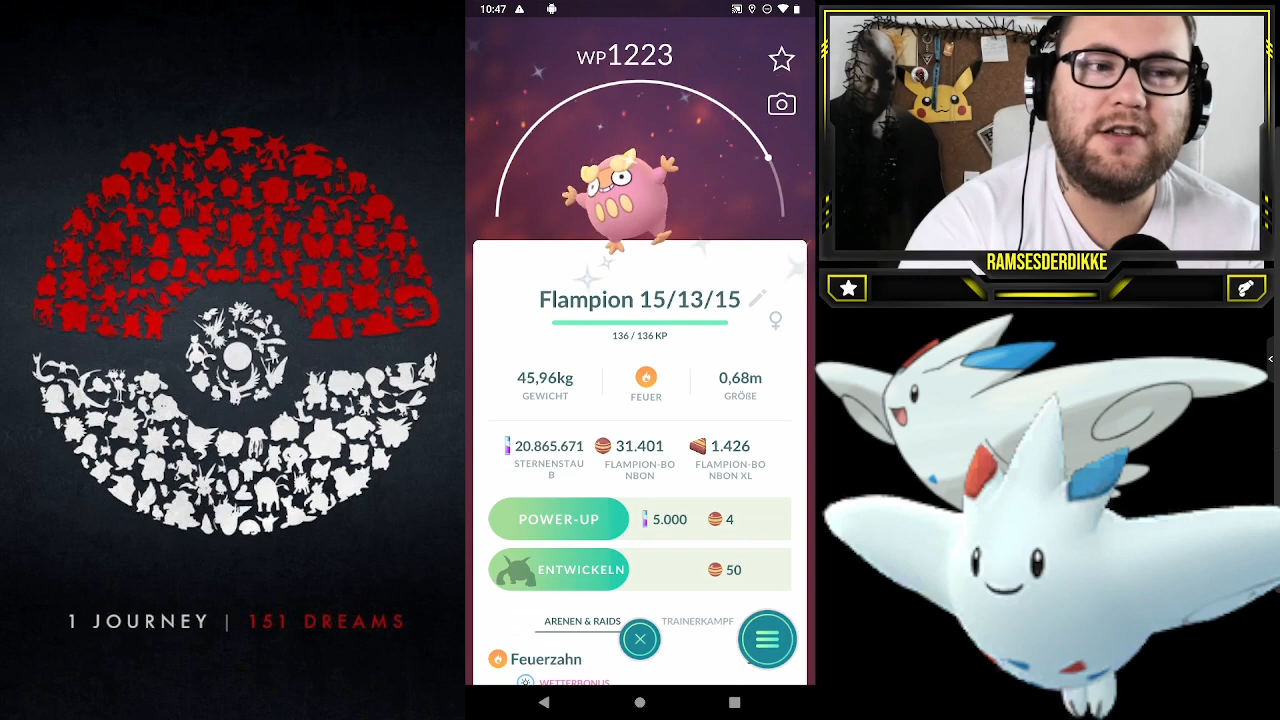 1 JOURNEY | 151 DREAMS
10:47
WP1223
Flampion 15/13/15
136 / 136 KP
45,96kg
GEWICHT
FEUER
0,68m
GRÖßE
20.865.671
STERNENSTAU
B
31.401
FLAMPION-BO
NBON
1.426
FLAMPION-BO
NBON XL
POWER-UP
5.000
4
ENTWICKELN
50
ARENEN & RAIDS
TRAINERKAMPF
Feuerzahn
WETTERBONUS
RAMSESDERDIKKE